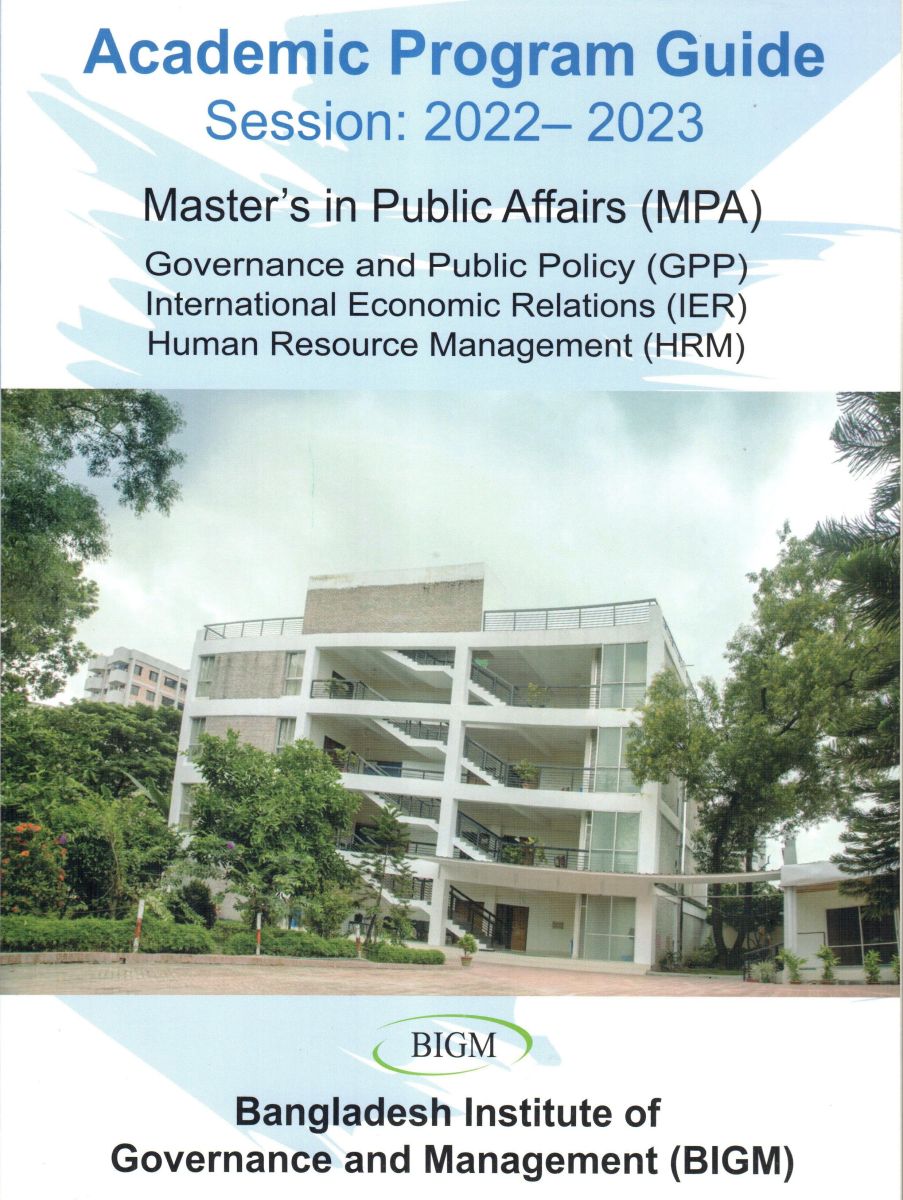 Academic Program Guide
Session: 2022– 2023
Master's in Public Affairs (MPA)
Governance and Public Policy (GPP)
International Economic Relations (IER)
Human Resource Management (HRM)
BIGM
Bangladesh Institute of
Governance and Management (BIGM)